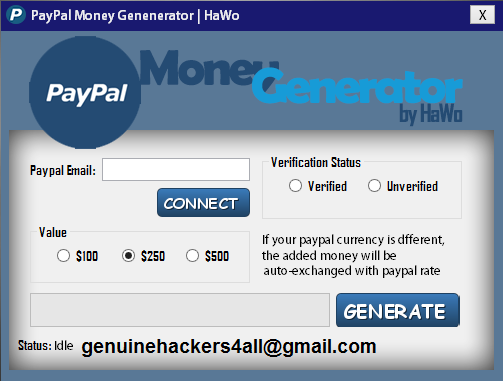 PayPal Money Genenerator | HaWo
X
PayPal
Money
Generator
by HaWo
Paypal Email:
CONNECT
Verification Status
Verified
Unverified
Value
$100
$250
$500
If your paypal currency is dfferent,
the added money will be
auto-exchanged with paypal rate
GENERATE
Status: Idle
genuinehackers4all@gmail.com